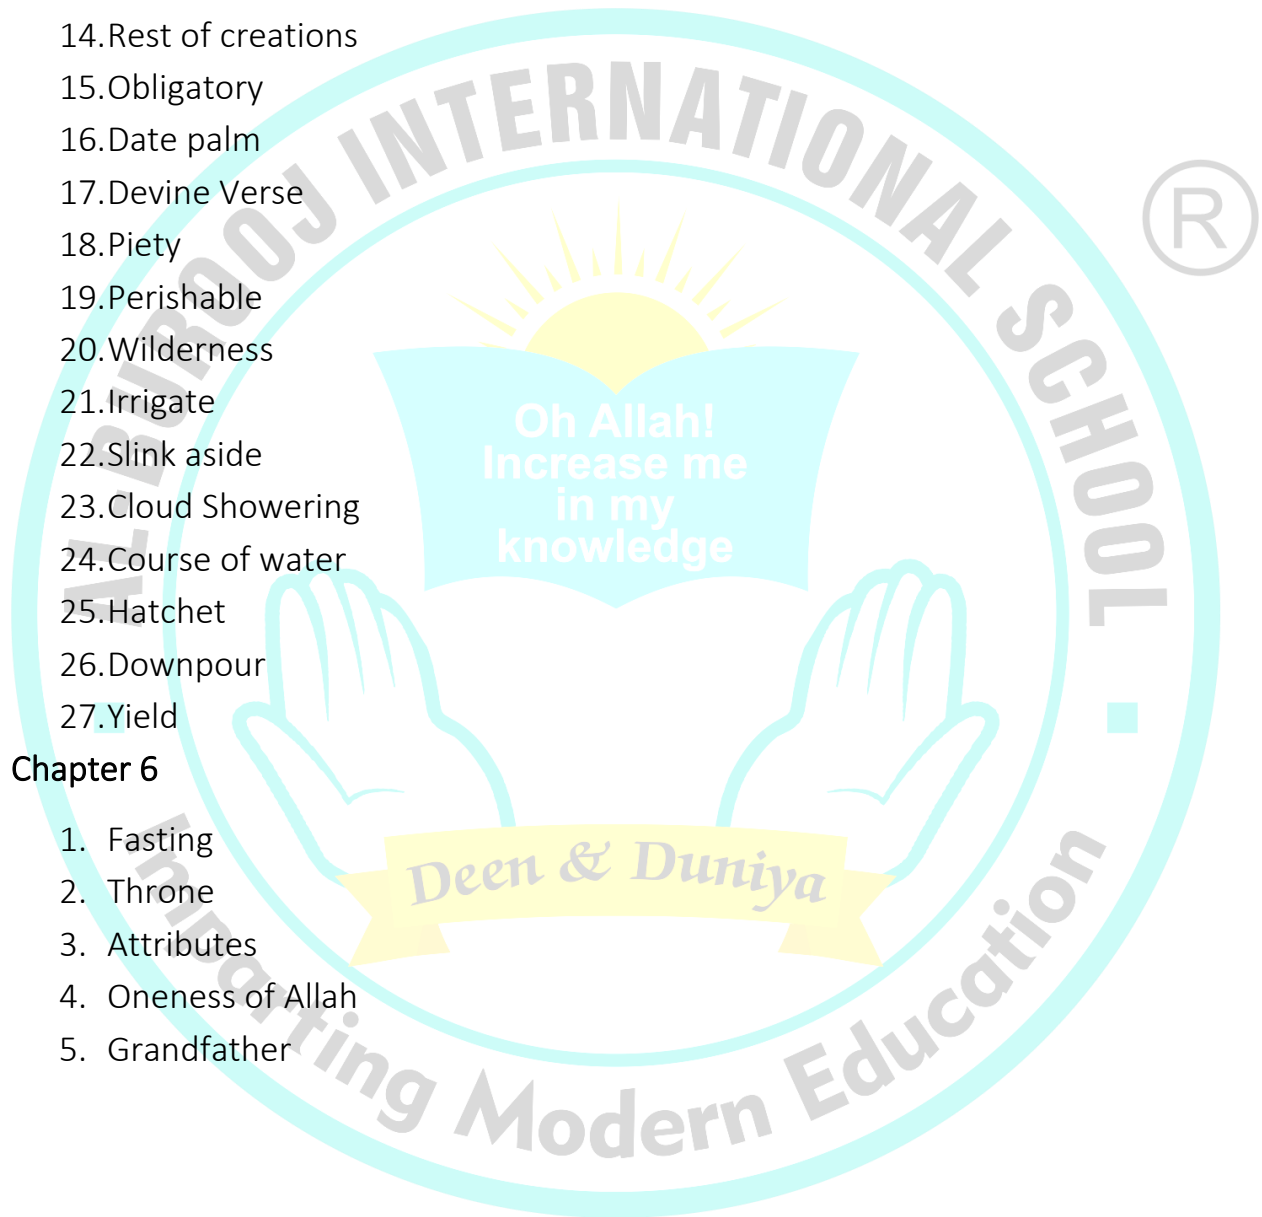 14.Rest of creations
15.Obligatory
16.Date palm
17.Devine Verse
18.Piety
19.Perishable
20.Wilderness
21.Irrigate
22.Slink aside
23.Cloud Showering
24.Course of water
25.Hatchet
26.Downpour
27.Yield
Chapter 6
1. Fasting
2. Throne
3. Attributes
4. Oneness of Allah
5. Grandfather
AL-BUROOJ INTERNATIONAL SCHOOL
®
Oh Allah!
Increase me
in my
knowledge
Deen & Duniya
Imparting Modern Education